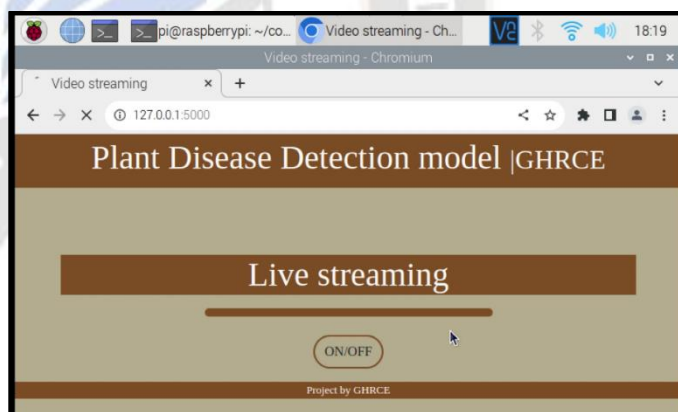 pi@raspberrypi: ~/co... Video streaming - Ch... 18:19
Video streaming - Chromium
Video streaming
127.0.0.1:5000
Plant Disease Detection model |GHRCE
Live streaming
ON/OFF
Project by GHRCE